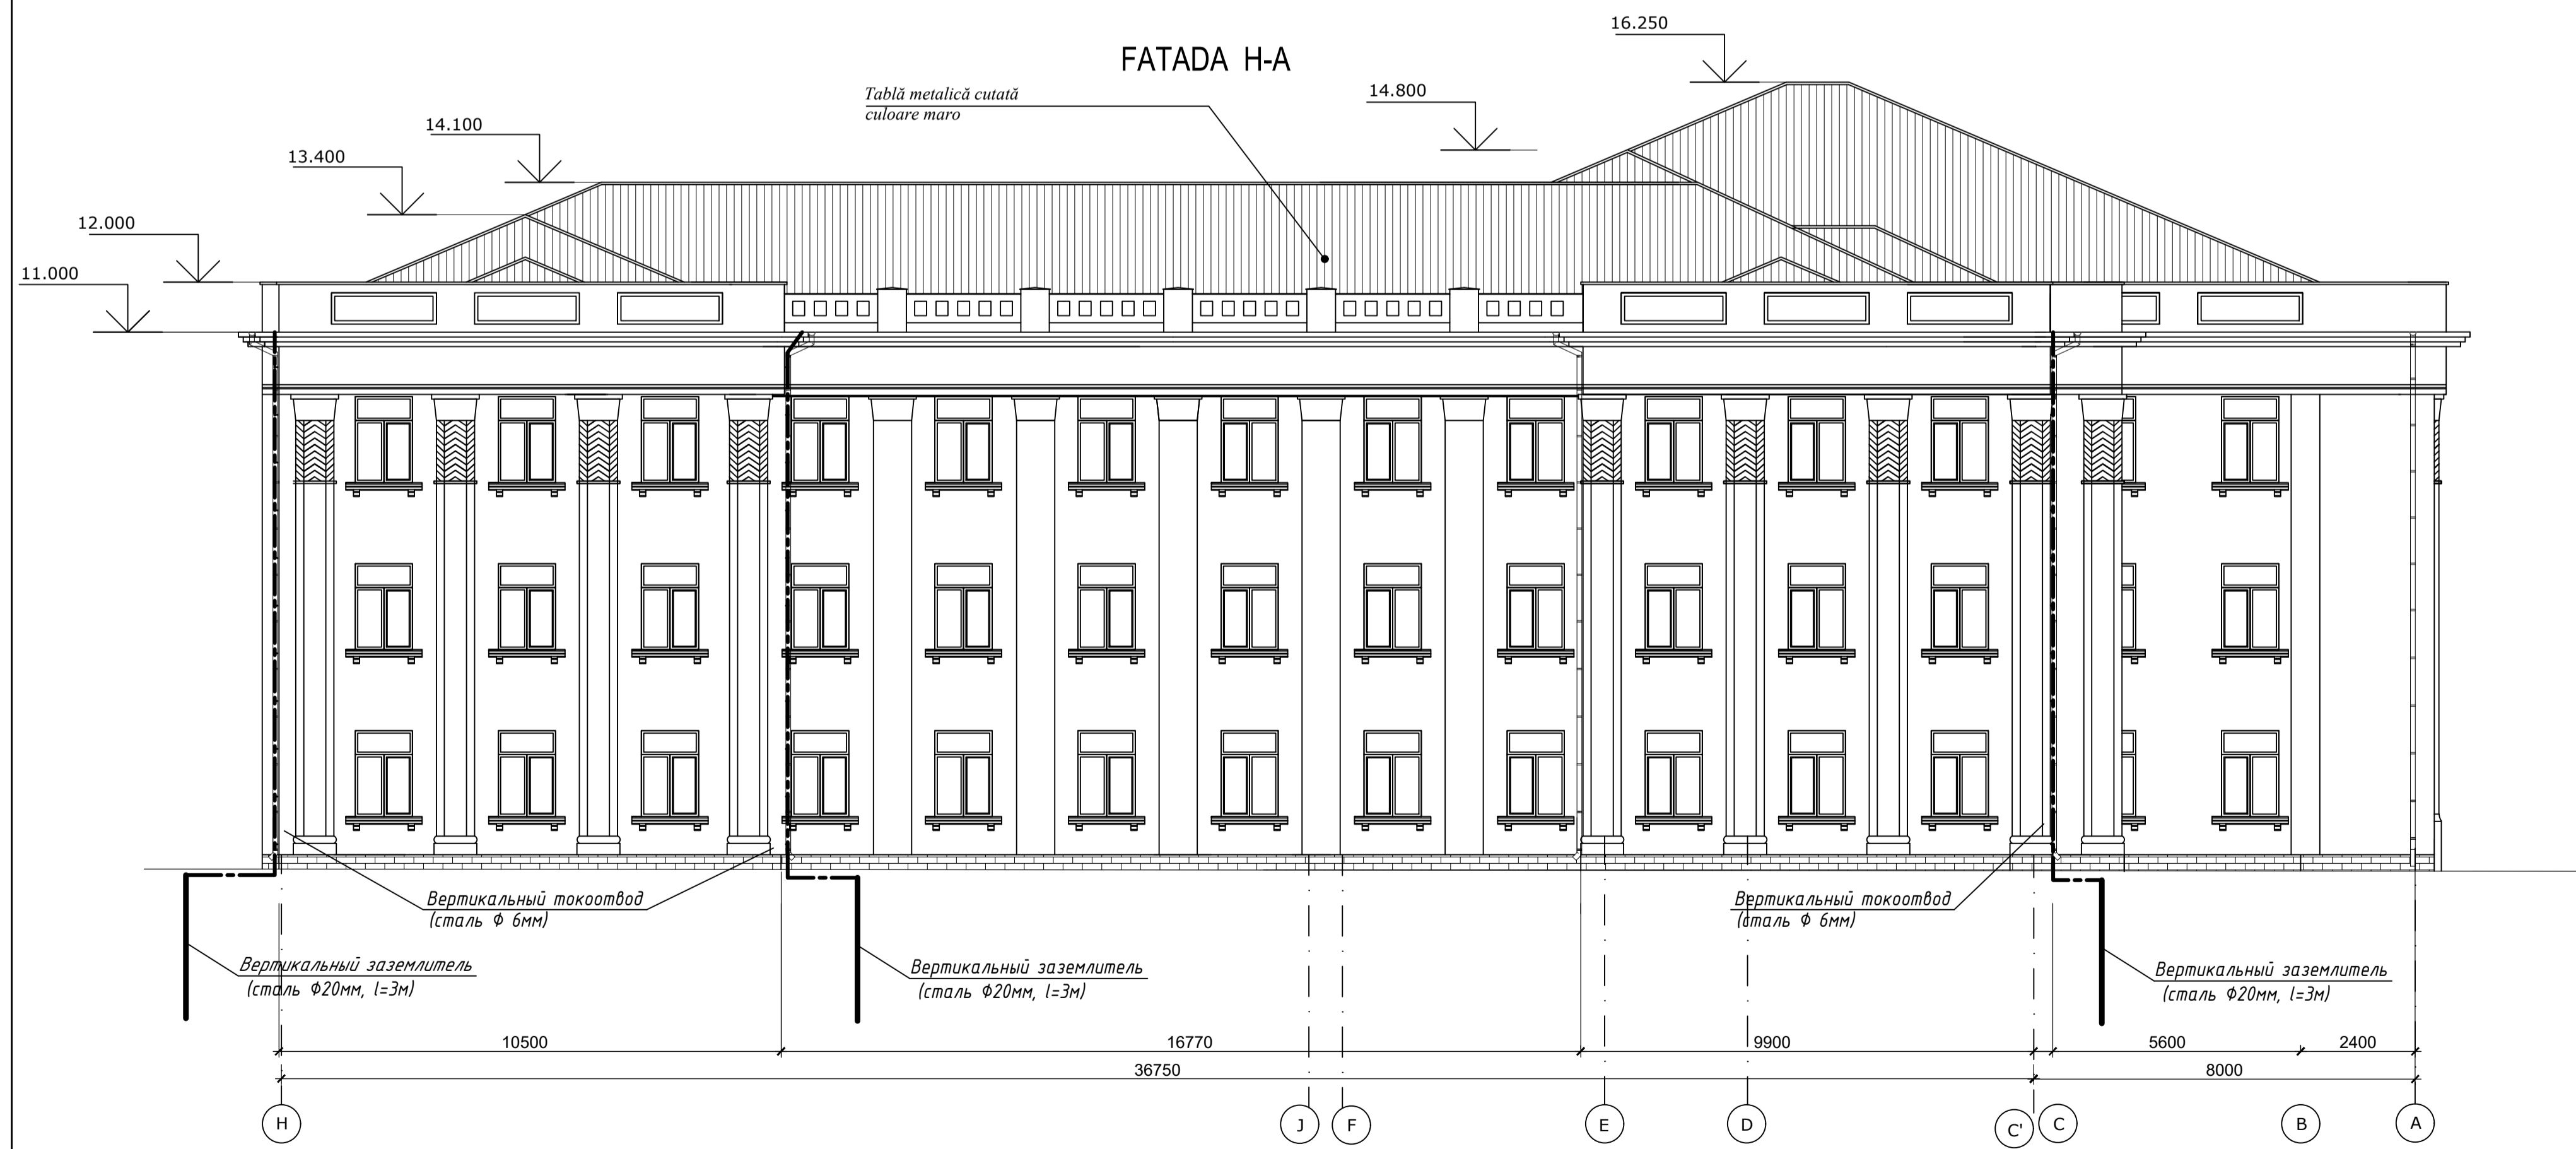 16.250
FATADA H-A
14.800
Tablă metalică cutată
culoare maro
14.100
13.400
12.000
11.000
Вертикальный токоотвод
(сталь Ф 6мм)
Вертикальный токоотвод
(сталь Ф 6мм)
Вертикальный заземлитель
(сталь Ф20мм, l=3м)
Вертикальный заземлитель
(сталь Ф20мм, l=3м)
Вертикальный заземлитель
(сталь Ф20мм, l=3м)
10500 16770 9900 5600 2400
36750 8000
H J F E D C' C B A